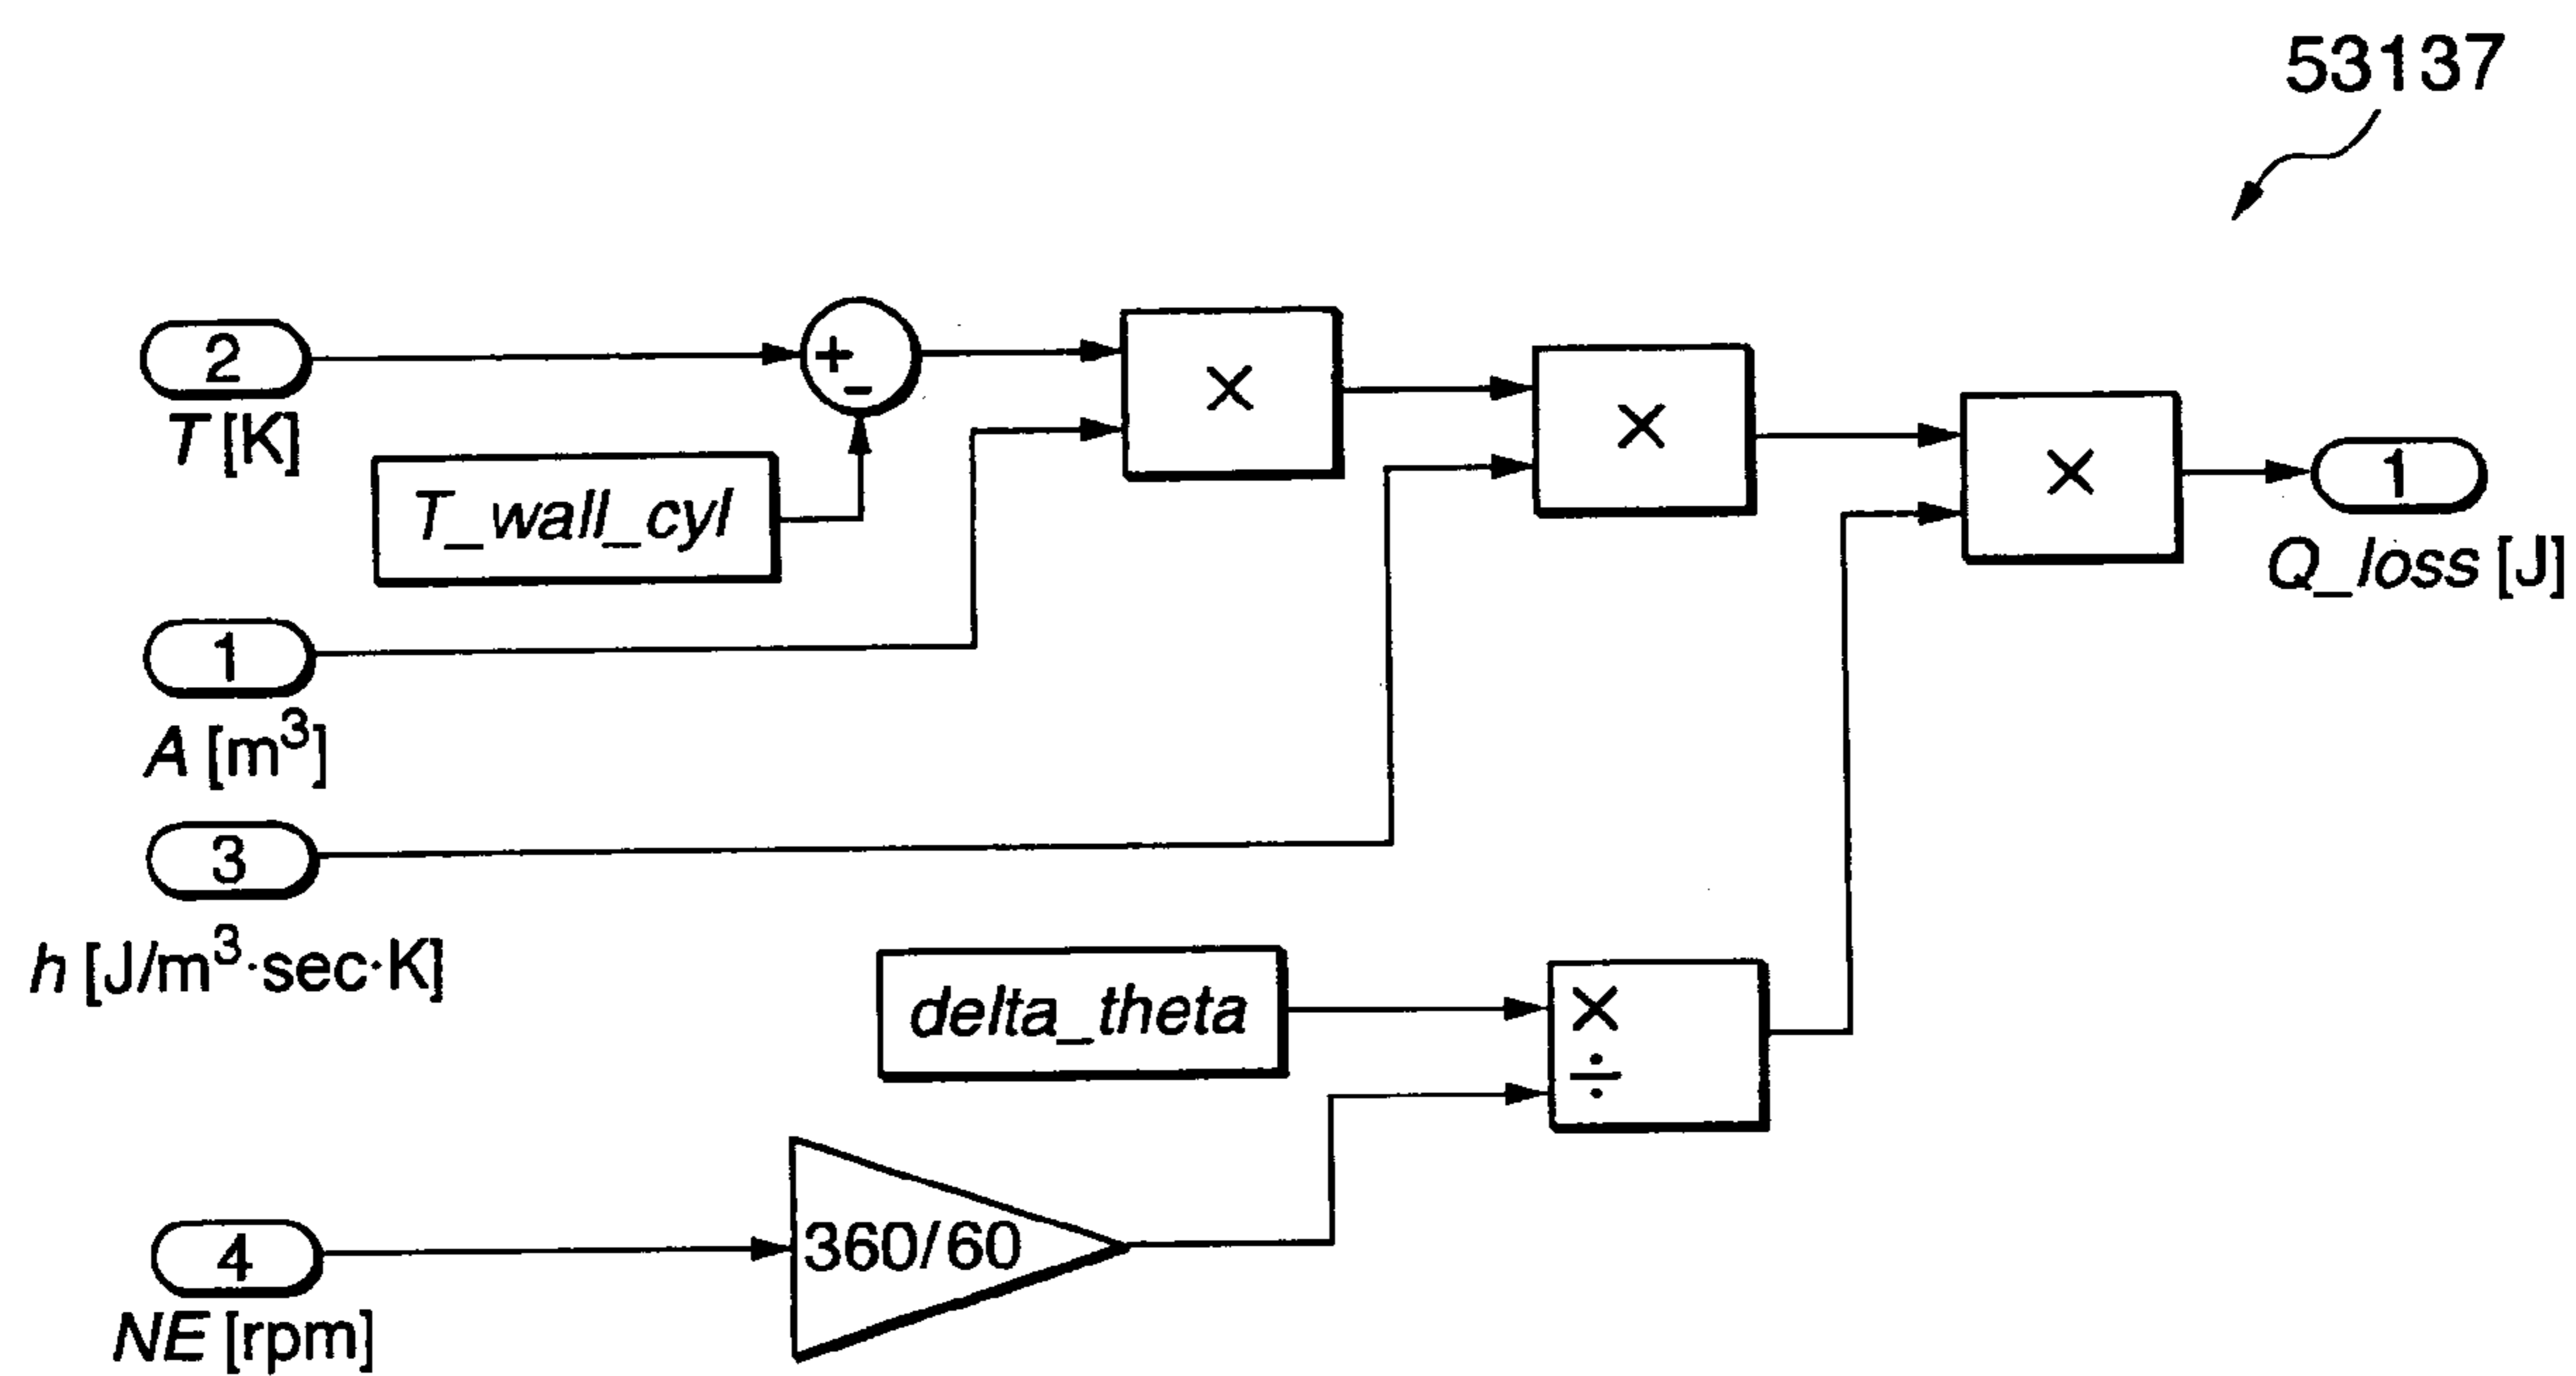 53137
2
T [K]
+
−
T_wall_cyl
×
×
×
1
Q_loss [J]
1
A [m³]
3
h [J/m³·sec·K]
delta_theta
×
÷
4
NE [rpm]
360/60